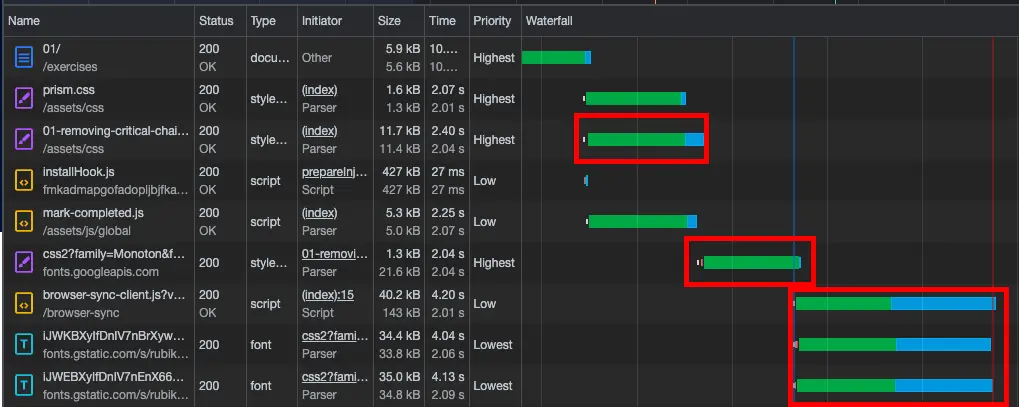 Name Status Type Initiator Size Time Priority Waterfall
01/ 200 docu... Other 5.9 kB 10.... Highest
/exercises OK 5.6 kB 10....
prism.css 200 style... (index) 1.6 kB 2.07 s Highest
/assets/css OK Parser 1.3 kB 2.01 s
01-removing-critical-chai... 200 style... (index) 11.7 kB 2.40 s Highest
/assets/css OK Parser 11.4 kB 2.04 s
installHook.js 200 script prepareInj... 427 kB 27 ms Low
fmkadmapgofadopljbjfka... OK Script 427 kB 27 ms
mark-completed.js 200 script (index) 5.3 kB 2.25 s Low
/assets/js/global OK Parser 5.0 kB 2.07 s
css2?family=Monoton&f... 200 style... 01-removi... 1.3 kB 2.04 s Highest
fonts.googleapis.com Parser 21.6 kB 2.04 s
browser-sync-client.js?v... 200 script (index):15 40.2 kB 4.20 s Low
/browser-sync OK Script 143 kB 2.01 s
iJWKBXyIfDnIV7nBrXyw... 200 font css2?fami... 34.4 kB 4.04 s Lowest
fonts.gstatic.com/s/rubik... Parser 33.8 kB 2.06 s
iJWEBXyIfDnIV7nEnX66... 200 font css2?fami... 35.0 kB 4.13 s Lowest
fonts.gstatic.com/s/rubik... Parser 34.8 kB 2.09 s